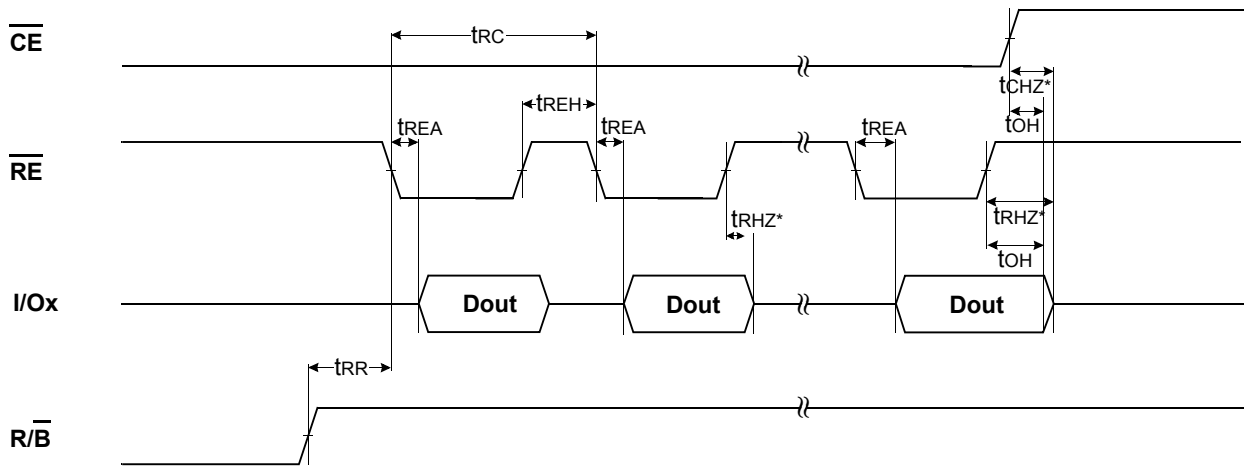 CE
tRC
tCHZ*
tREH
tOH
tREA
tREA
tREA
RE
tRHZ*
tRHZ*
tOH
I/Ox
Dout
Dout
Dout
tRR
R/B